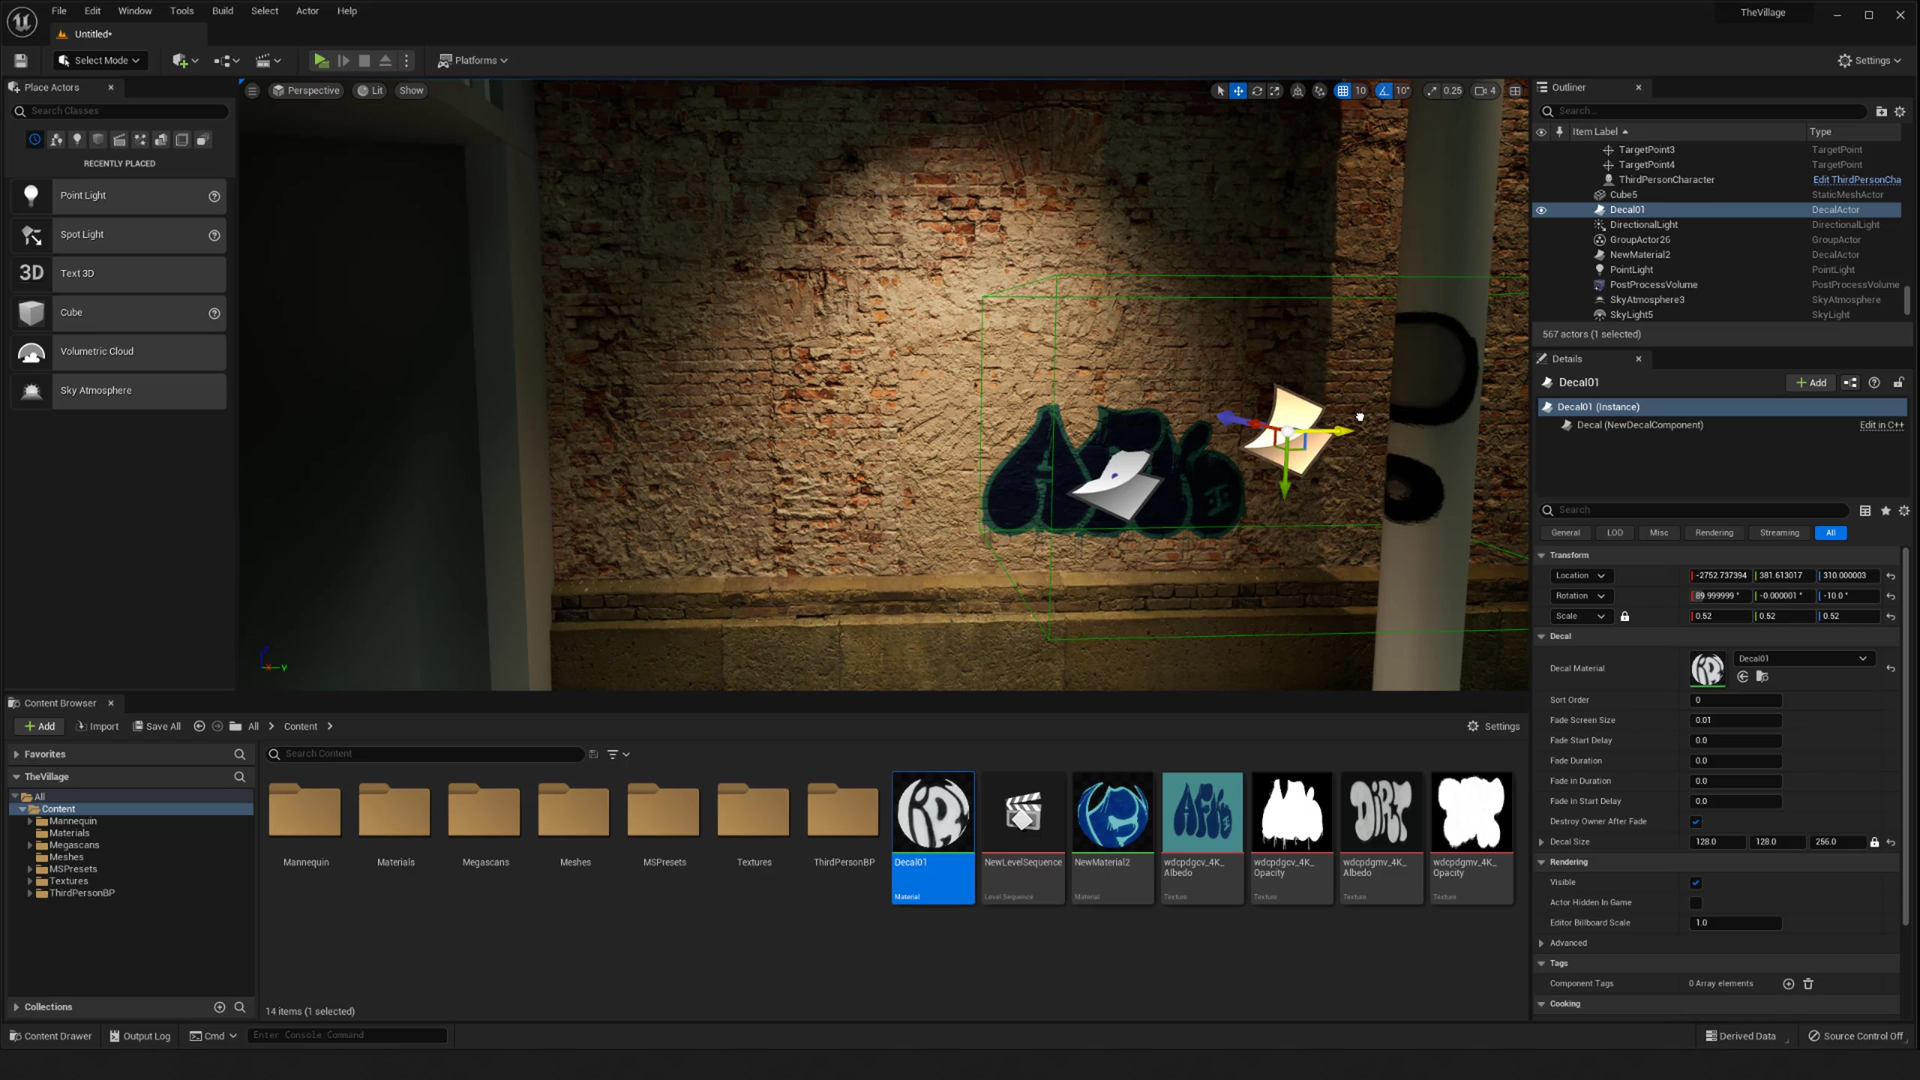 File Edit Window Tools Build Select Actor Help
TheVillage
Untitled*
Select Mode
Platforms
Settings
Place Actors
Search Classes
RECENTLY PLACED
Point Light
Spot Light
3D Text 3D
Cube
Volumetric Cloud
Sky Atmosphere
Perspective Lit Show
10 10° 0.25 4
Y
Outliner
Search...
Item Label Type
TargetPoint3 TargetPoint
TargetPoint4 TargetPoint
ThirdPersonCharacter Edit ThirdPersonCha
Cube5 StaticMeshActor
Decal01 DecalActor
DirectionalLight DirectionalLight
GroupActor26 GroupActor
NewMaterial2 DecalActor
PointLight PointLight
PostProcessVolume PostProcessVolume
SkyAtmosphere3 SkyAtmosphere
SkyLight5 SkyLight
567 actors (1 selected)
Details
Decal01
Add
Decal01 (Instance)
Decal (NewDecalComponent) Edit in C++
Search
General LOD Misc Rendering Streaming All
Transform
Location -2752.737394 381.613017 310.000003
Rotation 89.999999 ° -0.000001 ° -10.0 °
Scale 0.52 0.52 0.52
Decal
Decal Material Decal01
Sort Order 0
Fade Screen Size 0.01
Fade Start Delay 0.0
Fade Duration 0.0
Fade in Duration 0.0
Fade in Start Delay 0.0
Destroy Owner After Fade
Decal Size 128.0 128.0 256.0
Rendering
Visible
Actor Hidden In Game
Editor Billboard Scale 1.0
Advanced
Tags
Component Tags 0 Array elements
Cooking
Content Browser
Add Import Save All All Content
Settings
Favorites
TheVillage
All
Content
Mannequin
Materials
Megascans
Meshes
MSPresets
Textures
ThirdPersonBP
Collections
Search Content
Mannequin Materials Megascans Meshes MSPresets Textures ThirdPersonBP
Decal01
Material
NewLevelSequence
Level Sequence
NewMaterial2
Material
wdcpdgcv_4K_
Albedo
Texture
wdcpdgcv_4K_
Opacity
Texture
DIRT
wdcpdgmv_4K_
Albedo
Texture
wdcpdgmv_4K_
Opacity
Texture
14 items (1 selected)
Content Drawer Output Log Cmd Enter Console Command
Derived Data Source Control Off